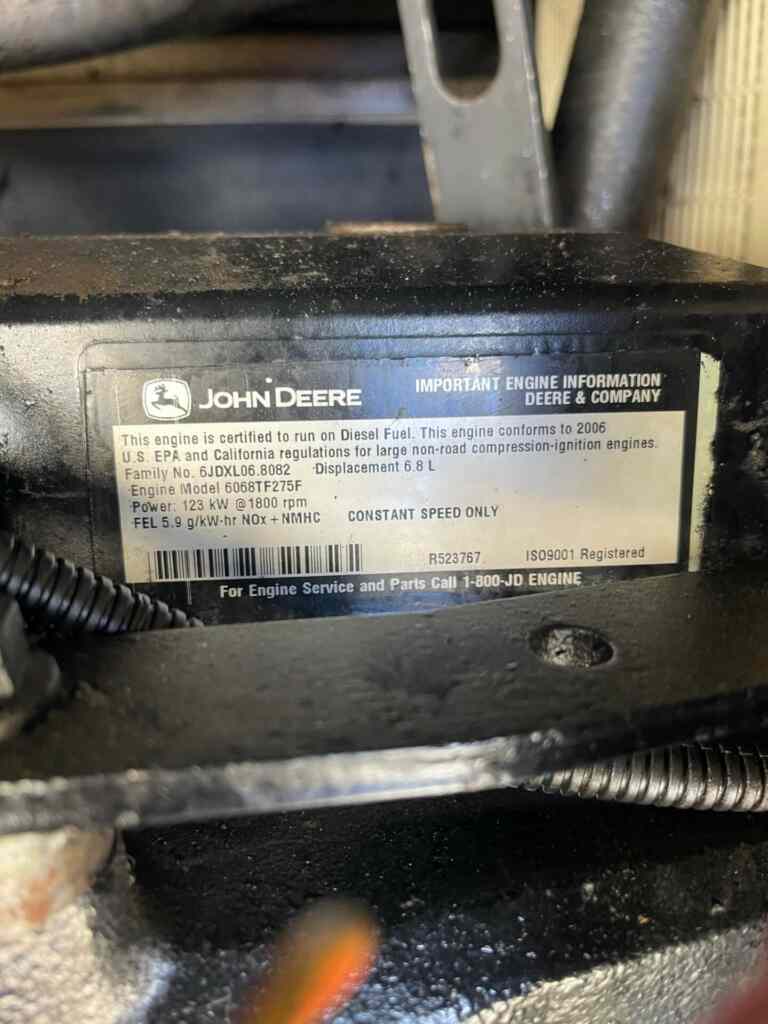 JOHN DEERE
IMPORTANT ENGINE INFORMATION
DEERE & COMPANY
This engine is certified to run on Diesel Fuel. This engine conforms to 2006
U.S. EPA and California regulations for large non-road compression-ignition engines.
Family No. 6JDXL06.8082 Displacement 6.8 L
Engine Model 6068TF275F
Power: 123 kW @1800 rpm
FEL 5.9 g/kW-hr NOx + NMHC CONSTANT SPEED ONLY
R523767 ISO9001 Registered
For Engine Service and Parts Call 1-800-JD ENGINE